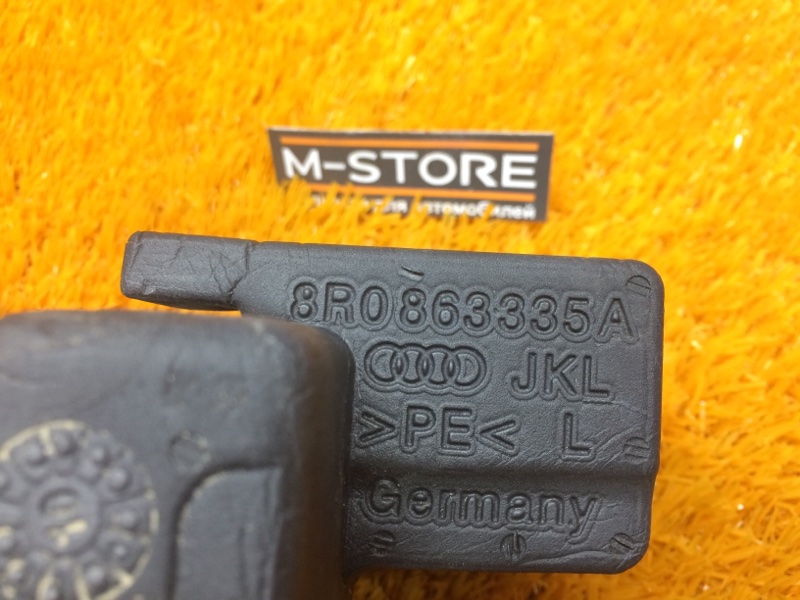 M-STORE
8R0863335A
JKL
>PE< L
Germany